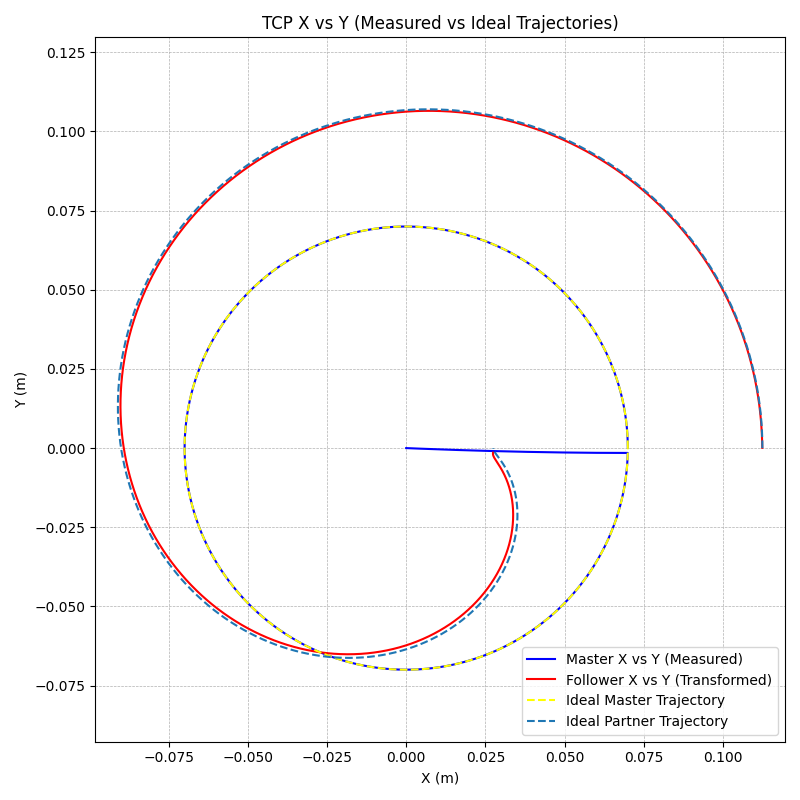 TCP X vs Y (Measured vs Ideal Trajectories)
0.125
0.100
0.075
0.050
0.025
0.000
−0.025
−0.050
−0.075
Y (m)
−0.075
−0.050
−0.025
0.000
0.025
0.050
0.075
0.100
X (m)
Master X vs Y (Measured)
Follower X vs Y (Transformed)
Ideal Master Trajectory
Ideal Partner Trajectory